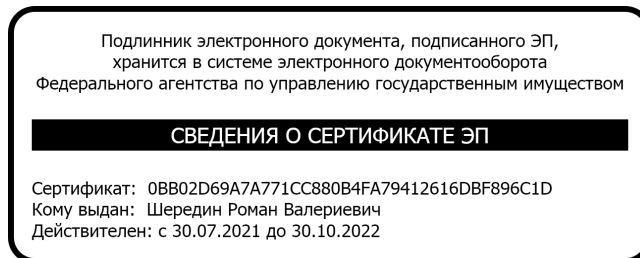 Подлинник электронного документа, подписанного ЭП,
хранится в системе электронного документооборота
Федерального агентства по управлению государственным имуществом
СВЕДЕНИЯ О СЕРТИФИКАТЕ ЭП
Сертификат: 0BB02D69A7A771CC880B4FA79412616DBF896C1D
Кому выдан: Шередин Роман Валериевич
Действителен: с 30.07.2021 до 30.10.2022